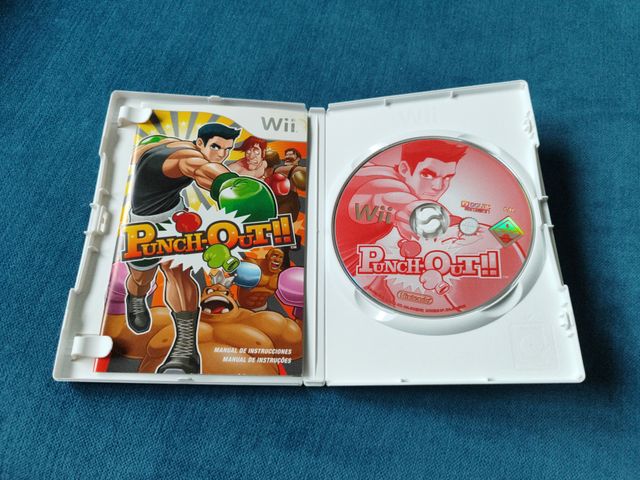 Wii
PUNCH-OUT!!
MANUAL DE INSTRUCCIONES
MANUAL DE INSTRUÇÕES
Wii
PUNCH-OUT!!
Nintendo